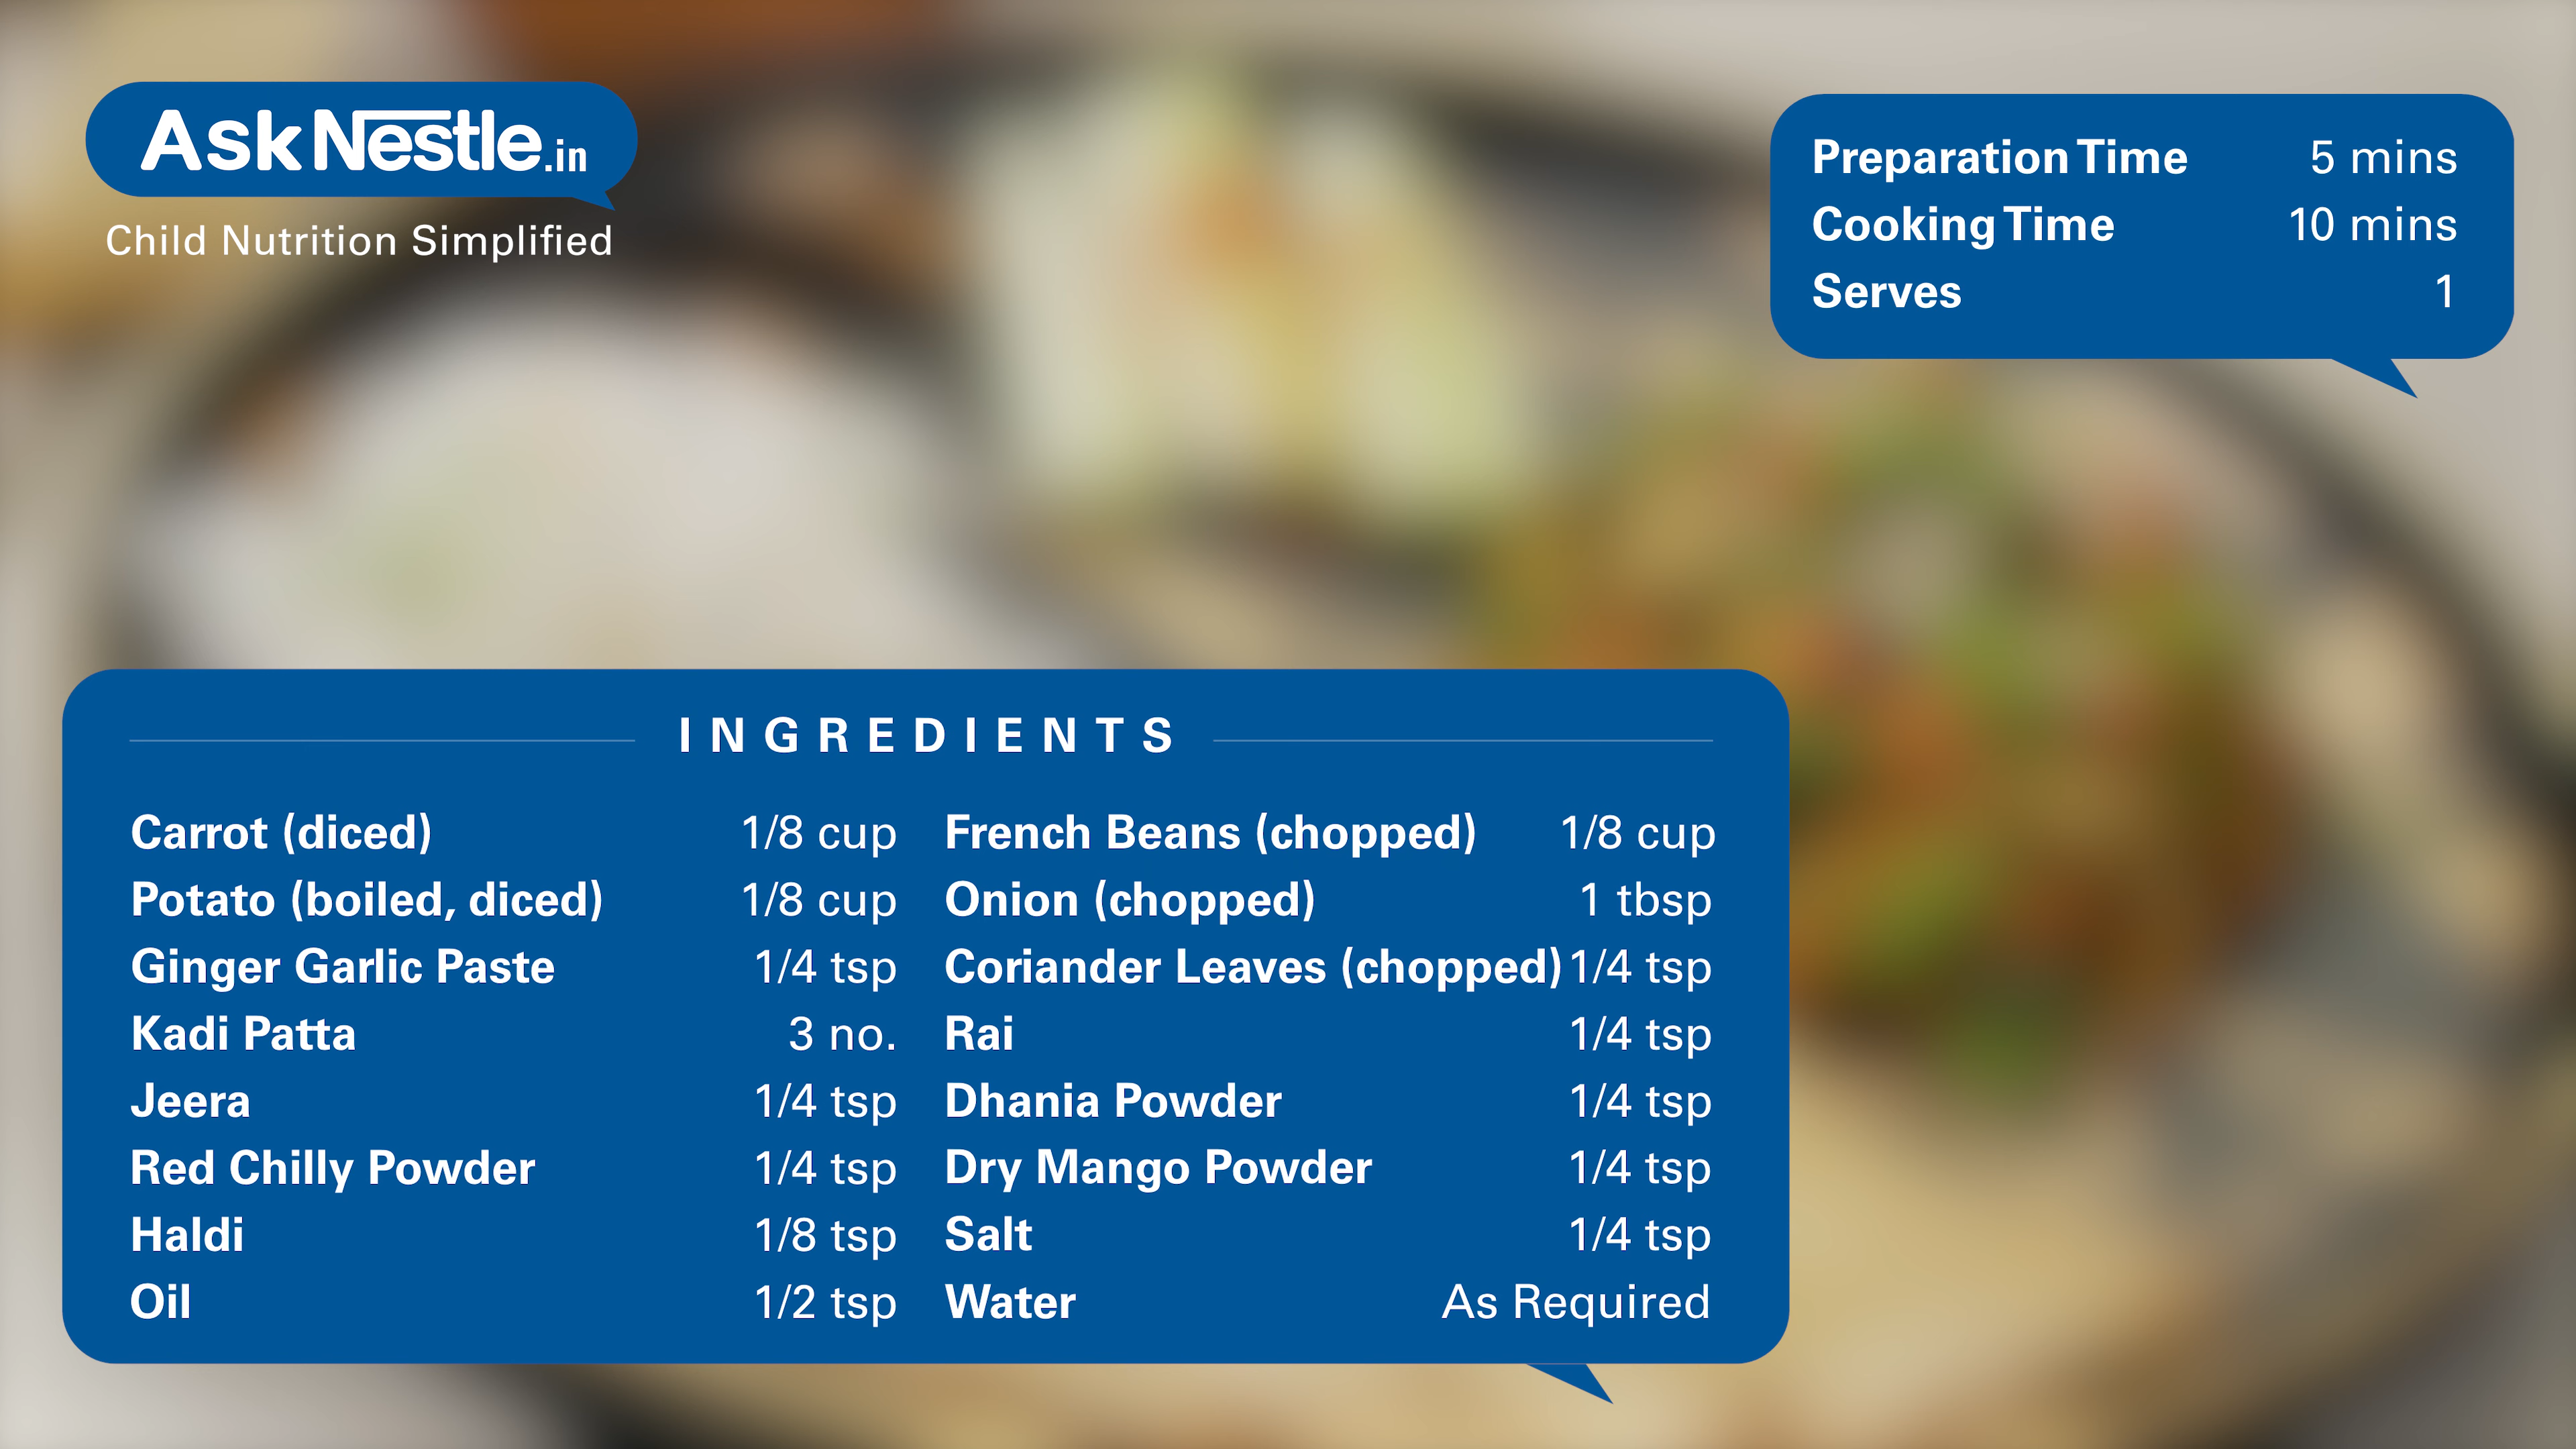 Ask Nestle.in
Child Nutrition Simplified
Preparation Time 5 mins
Cooking Time 10 mins
Serves 1
INGREDIENTS
Carrot (diced) 1/8 cup French Beans (chopped) 1/8 cup
Potato (boiled, diced) 1/8 cup Onion (chopped) 1 tbsp
Ginger Garlic Paste 1/4 tsp Coriander Leaves (chopped) 1/4 tsp
Kadi Patta 3 no. Rai 1/4 tsp
Jeera 1/4 tsp Dhania Powder 1/4 tsp
Red Chilly Powder 1/4 tsp Dry Mango Powder 1/4 tsp
Haldi 1/8 tsp Salt 1/4 tsp
Oil 1/2 tsp Water As Required